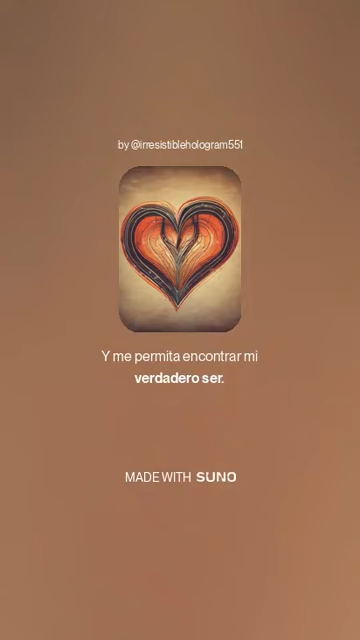 by @irresistiblehologram551
Y me permita encontrar mi
verdadero ser.
MADE WITH SUNO